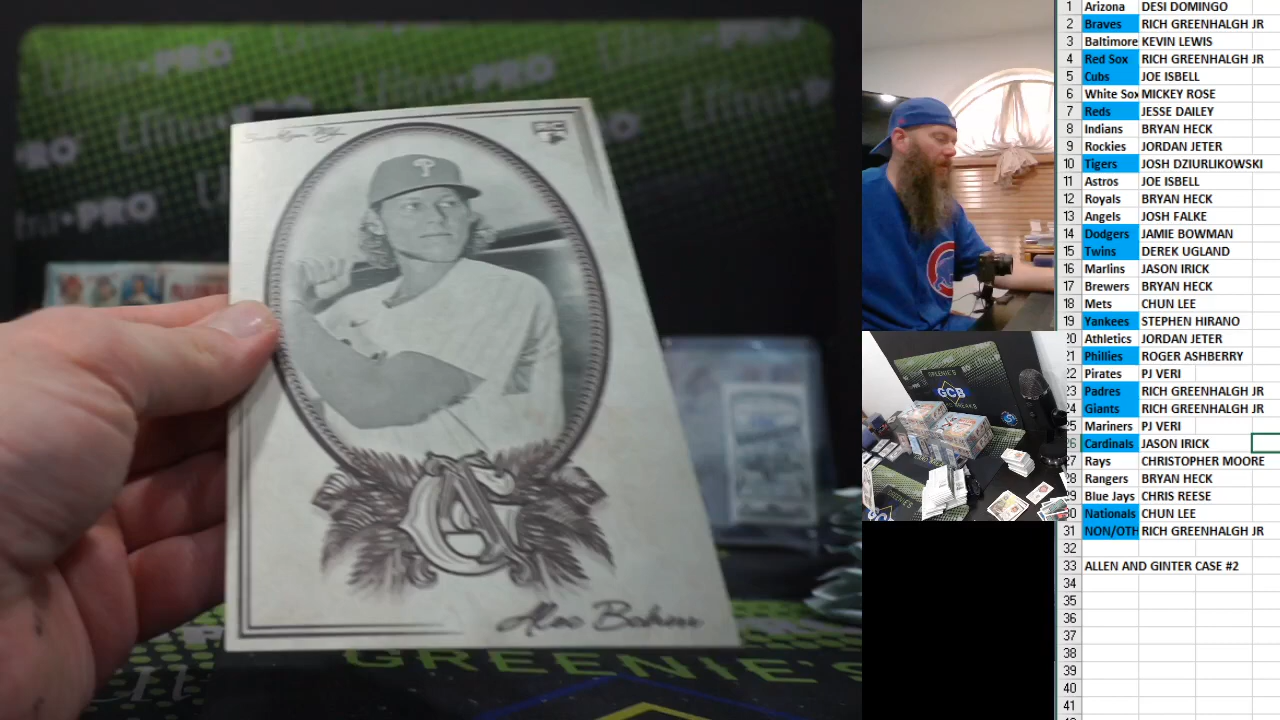 RC
Alec Bohm
GREENIE'S
PRO
PRO
PRO
PRO
GREENIE'S
GCB
BREAKS
1 Arizona DESI DOMINGO
2 Braves RICH GREENHALGH JR
3 Baltimore KEVIN LEWIS
4 Red Sox RICH GREENHALGH JR
5 Cubs JOE ISBELL
6 White Sox MICKEY ROSE
7 Reds JESSE DAILEY
8 Indians BRYAN HECK
9 Rockies JORDAN JETER
10 Tigers JOSH DZIURLIKOWSKI
11 Astros JOE ISBELL
12 Royals BRYAN HECK
13 Angels JOSH FALKE
14 Dodgers JAMIE BOWMAN
15 Twins DEREK UGLAND
16 Marlins JASON IRICK
17 Brewers BRYAN HECK
18 Mets CHUN LEE
19 Yankees STEPHEN HIRANO
20 Athletics JORDAN JETER
21 Phillies ROGER ASHBERRY
22 Pirates PJ VERI
23 Padres RICH GREENHALGH JR
24 Giants RICH GREENHALGH JR
25 Mariners PJ VERI
26 Cardinals JASON IRICK
27 Rays CHRISTOPHER MOORE
28 Rangers BRYAN HECK
29 Blue Jays CHRIS REESE
30 Nationals CHUN LEE
31 NON/OTH RICH GREENHALGH JR
32
33 ALLEN AND GINTER CASE #2
34
35
36
37
38
39
40
41